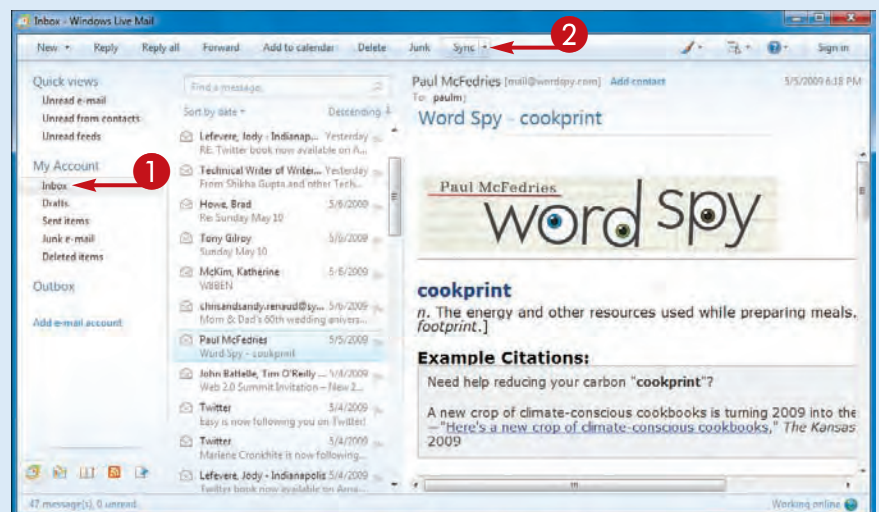 Inbox - Windows Live Mail
New Reply Reply all Forward Add to calendar Delete Junk Sync 2 Sign in
Quick views
Unread e-mail
Unread from contacts
Unread feeds
My Account
1
Inbox
Drafts
Sent items
Junk e-mail
Deleted items
Outbox
Add e-mail account
Find a message
Sort by date Descending
Lefevere, Jody - Indianap... Yesterday
RE: Twitter book now available on A...
Technical Writer of Writer... Yesterday
From Shikha Gupta and other Tech...
Howe, Brad 5/6/2009
Re: Sunday May 10
Tony Gilroy 5/6/2009
Sunday May 10
McKim, Katherine 5/6/2009
WBBEN
chrisandsandy.renaud@sy... 5/6/2009
Mom & Dad's 60th wedding anivers...
Paul McFedries 5/5/2009
Word Spy - cookprint
John Battelle, Tim O'Reilly ... 5/4/2009
Web 2.0 Summit Invitation -- New 2...
Twitter 5/4/2009
Easy is now following you on Twitter!
Twitter 5/4/2009
Marlene Cronkhite is now following...
Lefevere, Jody - Indianapolis 5/4/2009
Twitter book now available on Ama...
Paul McFedries [mail@wordspy.com] Add contact 5/5/2009 6:18 PM
To: paulm;
Word Spy - cookprint
Paul McFedries
word spy
cookprint
n. The energy and other resources used while preparing meals.
footprint.]
Example Citations:
Need help reducing your carbon "cookprint"?
A new crop of climate-conscious cookbooks is turning 2009 into the
—"Here's a new crop of climate-conscious cookbooks," The Kansas
2009
47 message(s), 0 unread
Working online